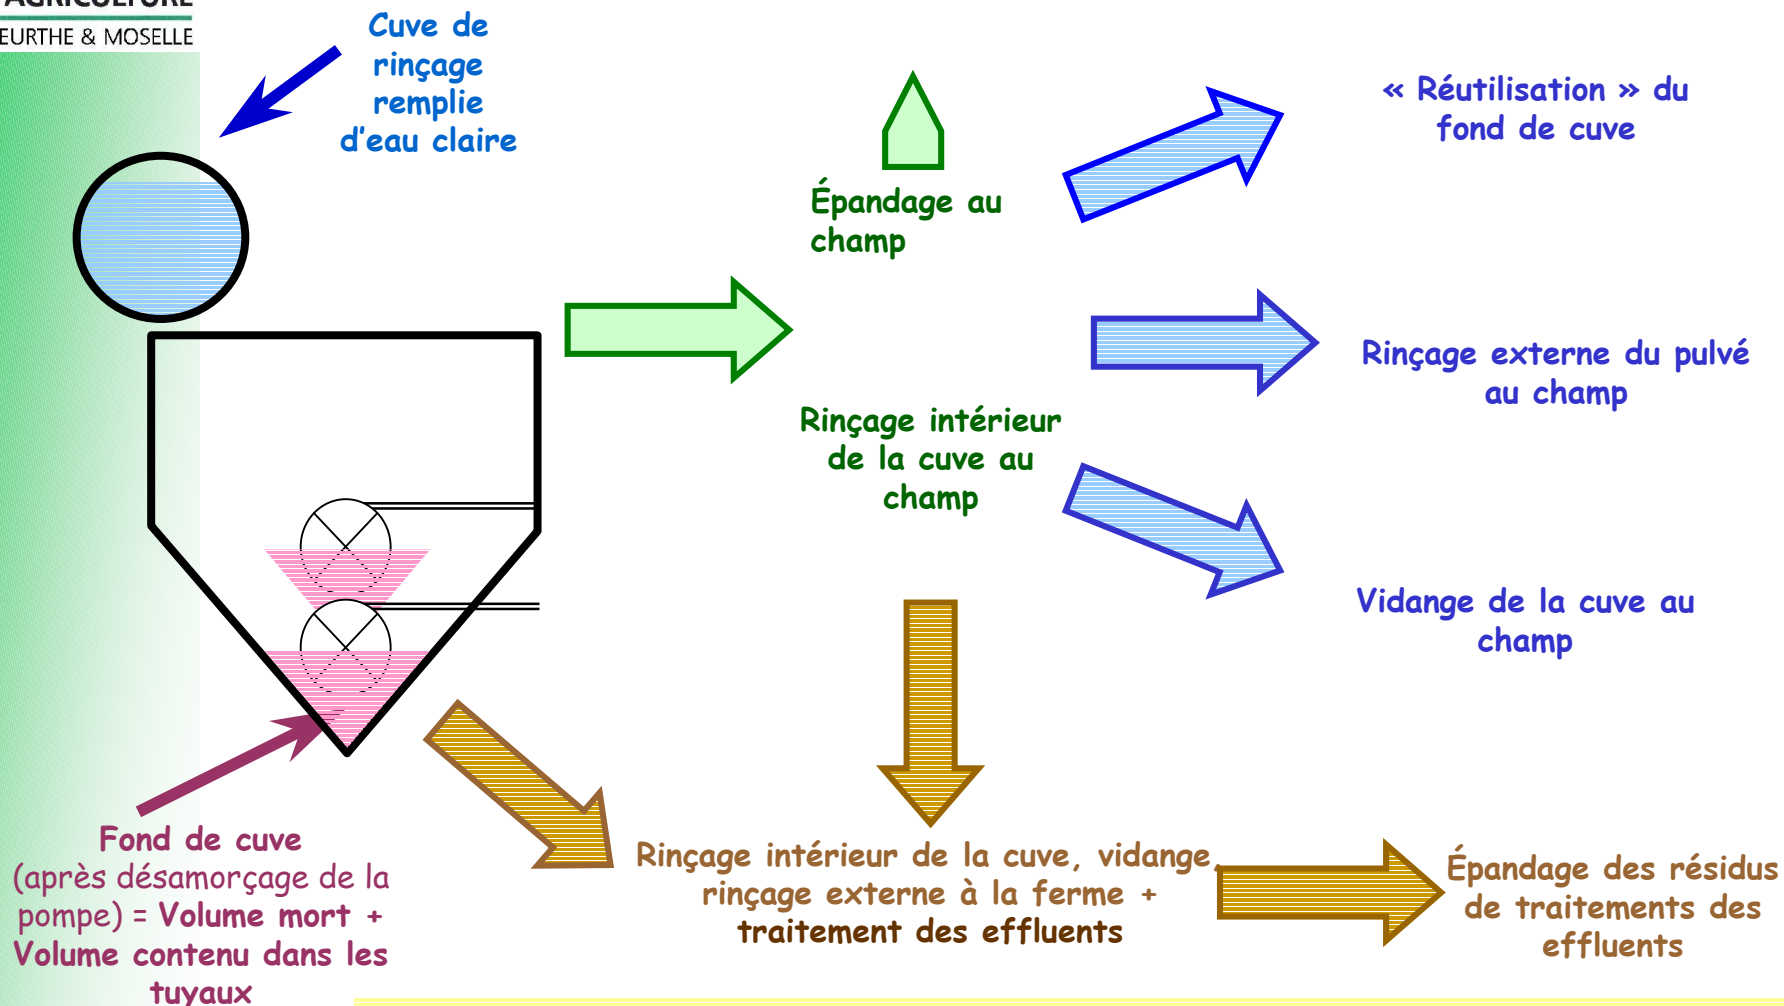 AGRICULTURE
EURTHE & MOSELLE
Cuve de
rinçage
remplie
d'eau claire
« Réutilisation » du
fond de cuve
Épandage au
champ
Rinçage externe du pulvé
au champ
Rinçage intérieur
de la cuve au
champ
Vidange de la cuve au
champ
Fond de cuve
(après désamorçage de la
pompe) = Volume mort +
Volume contenu dans les
tuyaux
Rinçage intérieur de la cuve, vidange,
rinçage externe à la ferme +
traitement des effluents
Épandage des résidus
de traitements des
effluents